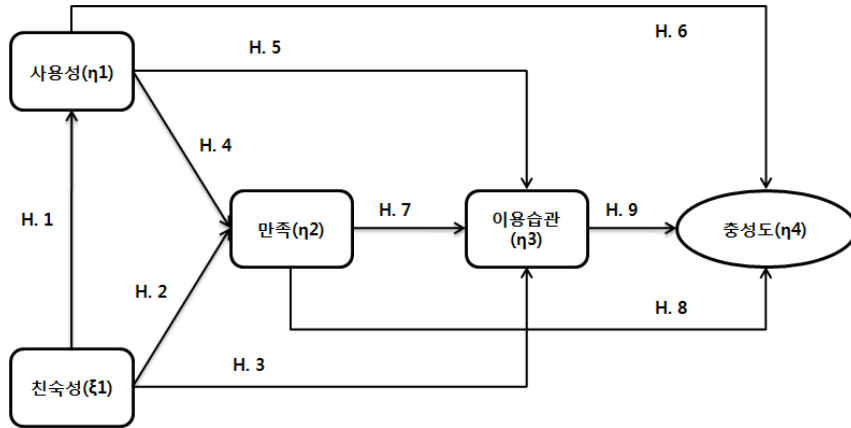 H. 6
H. 5
사용성(η1)
H. 4
H. 1
H. 7
H. 9
만족(η2)
이용습관
(η3)
충성도(η4)
H. 2
H. 8
H. 3
친숙성(ξ1)